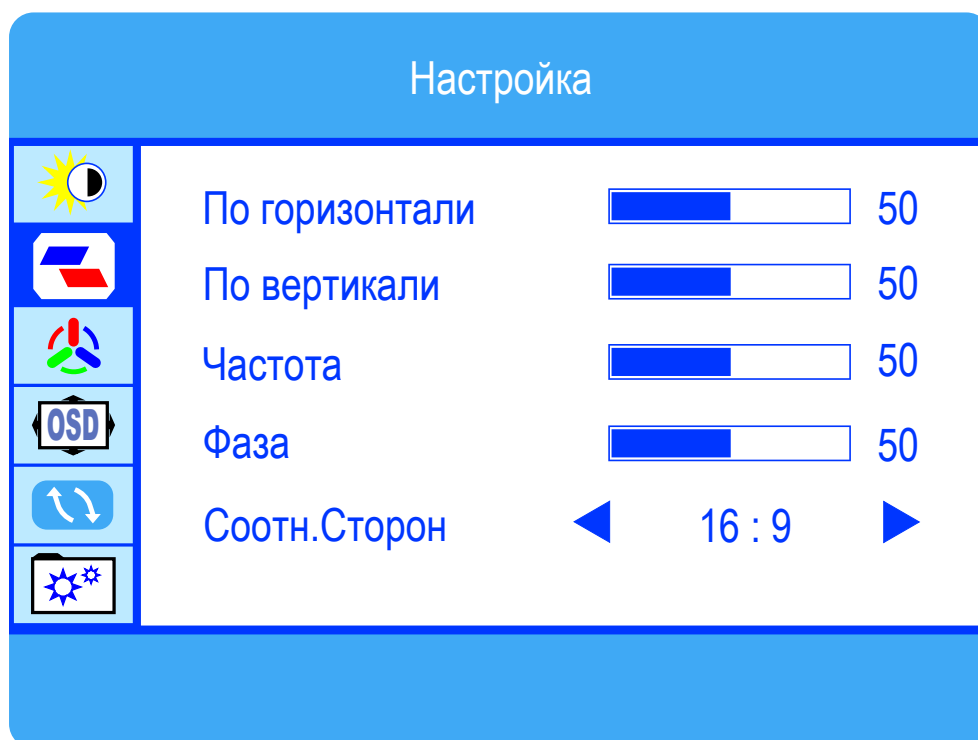 Настройка
По горизонтали 50
По вертикали 50
Частота 50
OSD
Фаза 50
Соотн.Сторон 16 : 9